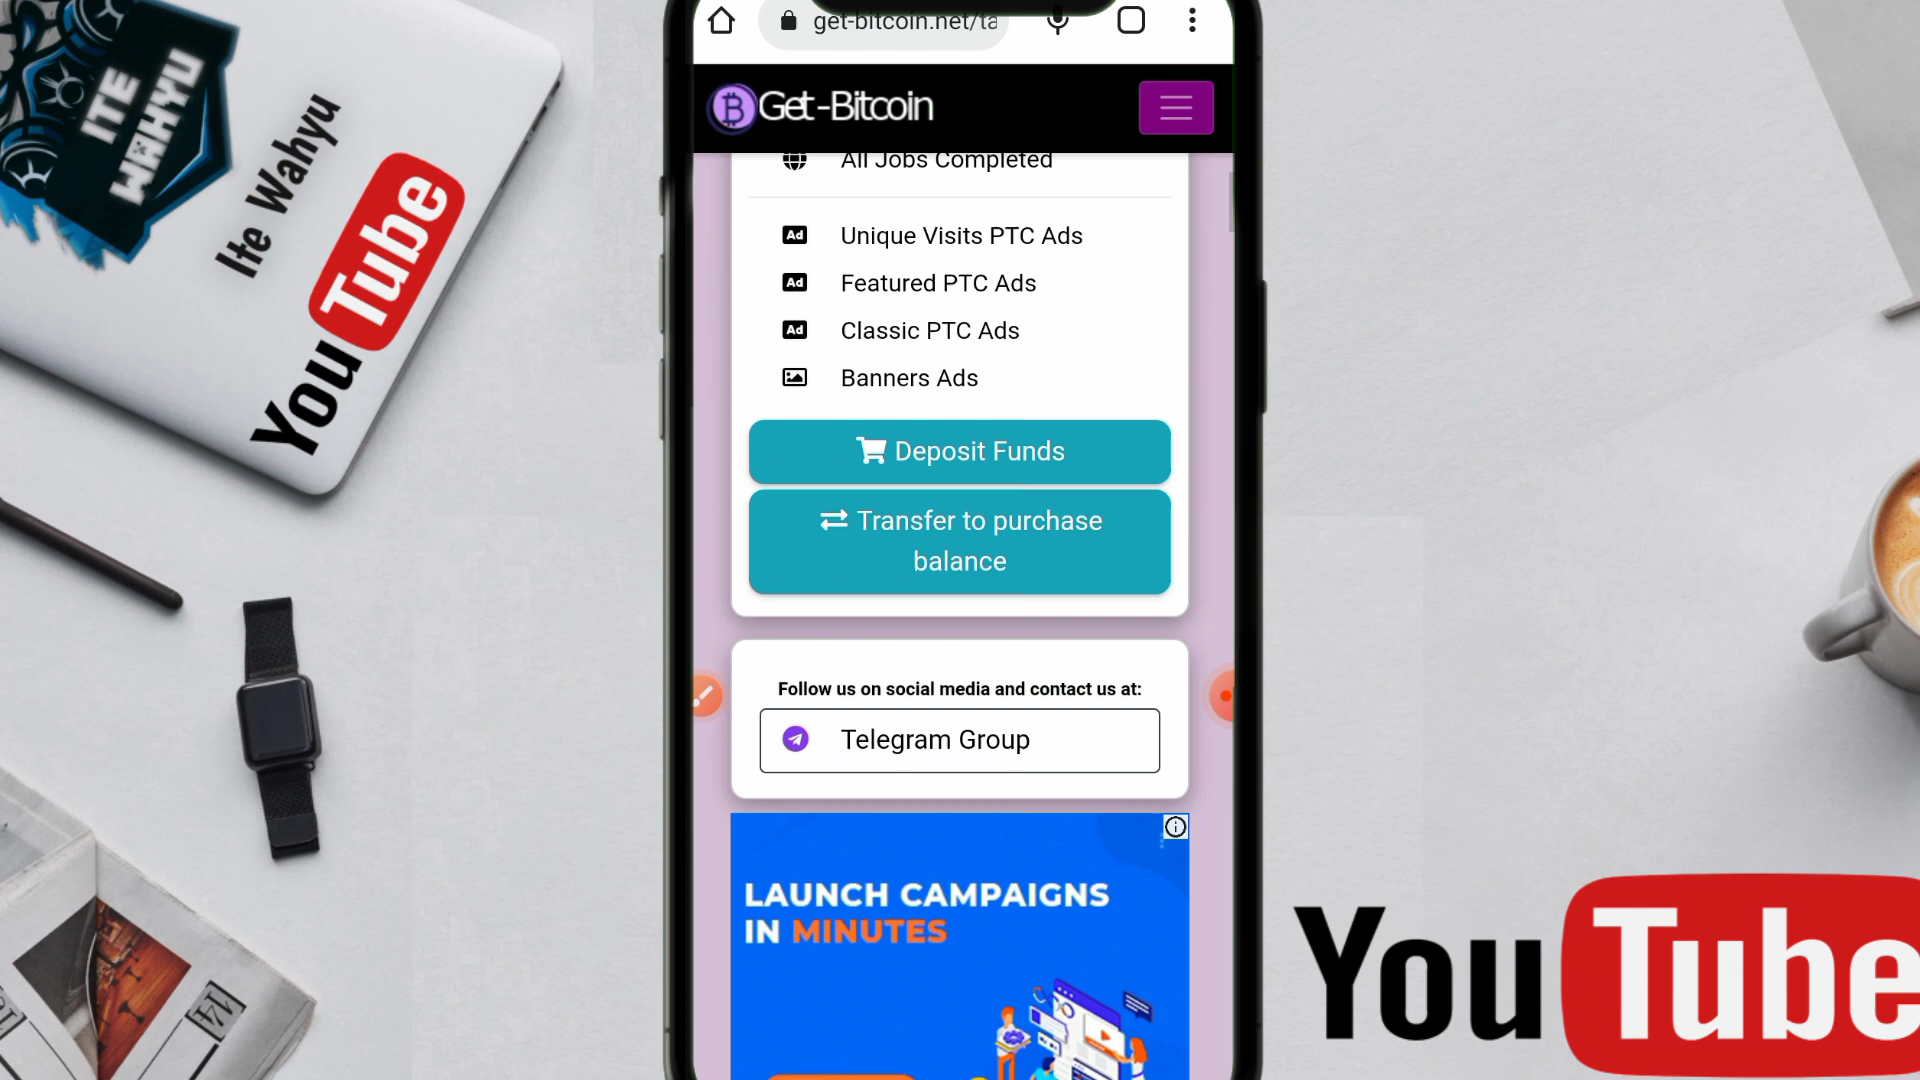 ITE
WAHYU
Ite Wahyu
YouTube
get-bitcoin.net/ta
Get-Bitcoin
All Jobs Completed
Ad Unique Visits PTC Ads
Ad Featured PTC Ads
Ad Classic PTC Ads
Banners Ads
Deposit Funds
Transfer to purchase
balance
Follow us on social media and contact us at:
Telegram Group
LAUNCH CAMPAIGNS
IN MINUTES
YouTube